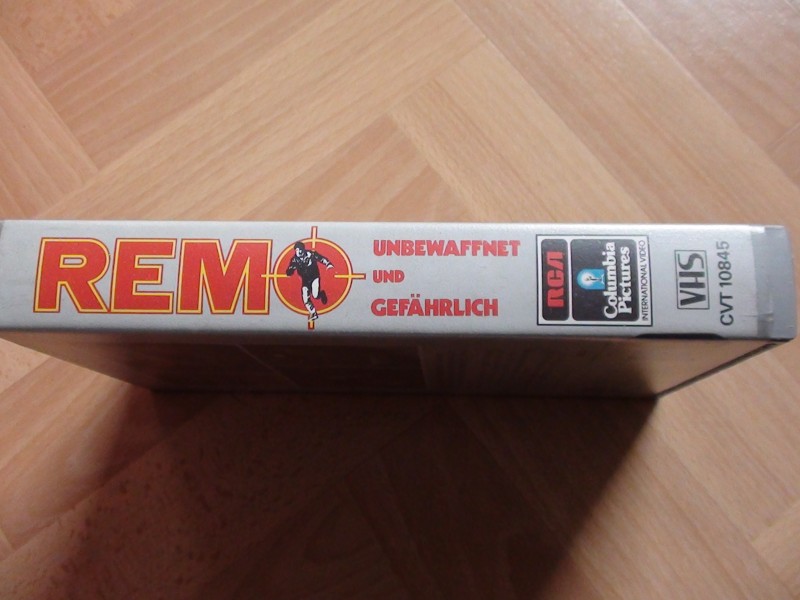 REMO
UNBEWAFFNET
UND
GEFÄHRLICH
RCA
Columbia
Pictures
INTERNATIONAL VIDEO
VHS
CVT 10845